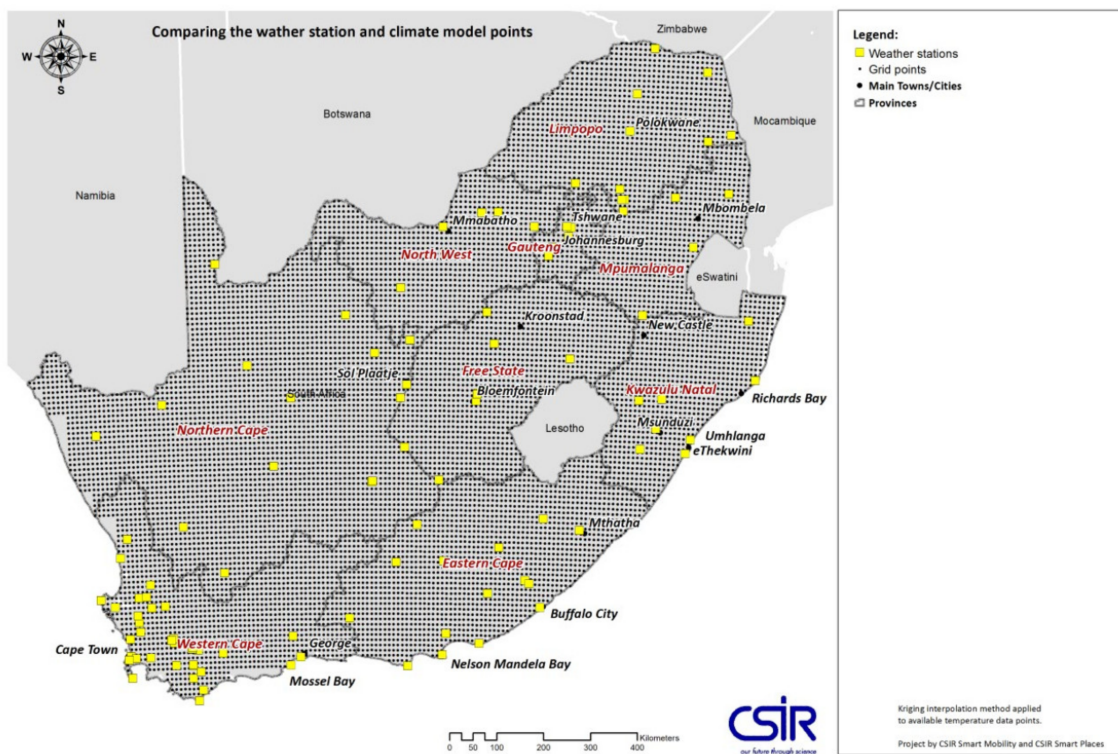 Comparing the wather station and climate model points
N
W E
S
Zimbabwe
Botswana
Mocambique
Namibia
Limpopo
Polokwane
Mmabatho
Tshwane
Mbombela
North West
Gauteng
Johannesburg
Mpumalanga
eSwatini
Kroonstad
New Castle
Sol Plaatje
Free State
South Africa
Bloemfontein
Kwazulu Natal
Richards Bay
Northern Cape
Lesotho
Msunduzi
Umhlanga
eThekwini
Mthatha
Eastern Cape
Buffalo City
Cape Town
Western Cape
George
Nelson Mandela Bay
Mossel Bay
Kilometers
0 50 100 200 300 400
CSIR
our future through science
Legend:
Weather stations
Grid points
Main Towns/Cities
Provinces
Kriging interpolation method applied
to available temperature data points.
Project by CSIR Smart Mobility and CSIR Smart Places